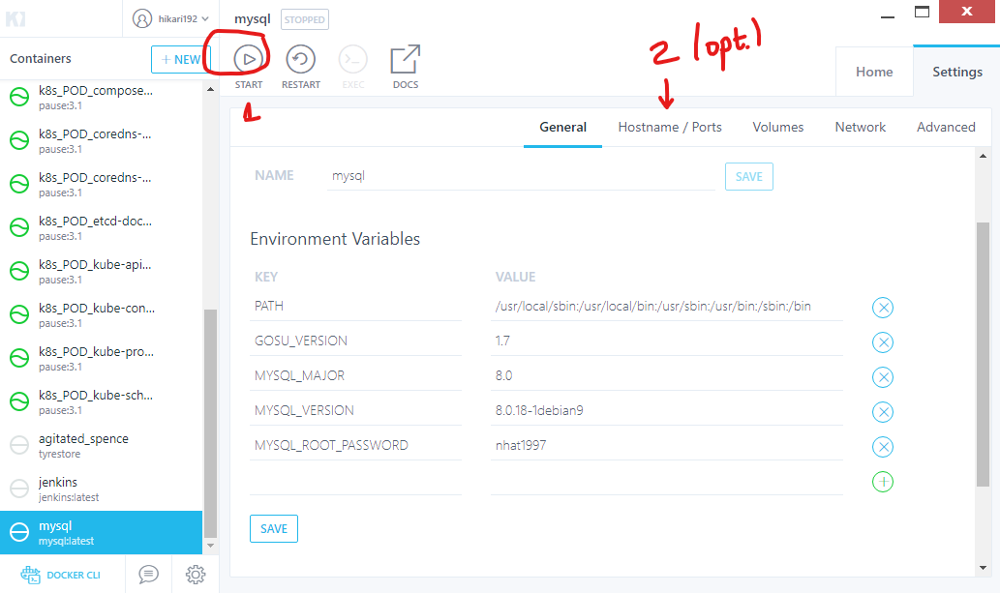 hikari192
mysql
STOPPED
2 (opt.)
Containers
+ NEW
START
RESTART
EXEC
DOCS
Home
Settings
1
General
Hostname / Ports
Volumes
Network
Advanced
k8s_POD_compose...
pause:3.1
k8s_POD_coredns-...
pause:3.1
k8s_POD_coredns-...
pause:3.1
k8s_POD_etcd-doc...
pause:3.1
k8s_POD_kube-api...
pause:3.1
k8s_POD_kube-con...
pause:3.1
k8s_POD_kube-pro...
pause:3.1
k8s_POD_kube-sch...
pause:3.1
agitated_spence
tyrestore
jenkins
jenkins:latest
mysql
mysql:latest
DOCKER CLI
NAME
mysql
SAVE
Environment Variables
KEY VALUE
PATH /usr/local/sbin:/usr/local/bin:/usr/sbin:/usr/bin:/sbin:/bin
GOSU_VERSION 1.7
MYSQL_MAJOR 8.0
MYSQL_VERSION 8.0.18-1debian9
MYSQL_ROOT_PASSWORD nhat1997
SAVE